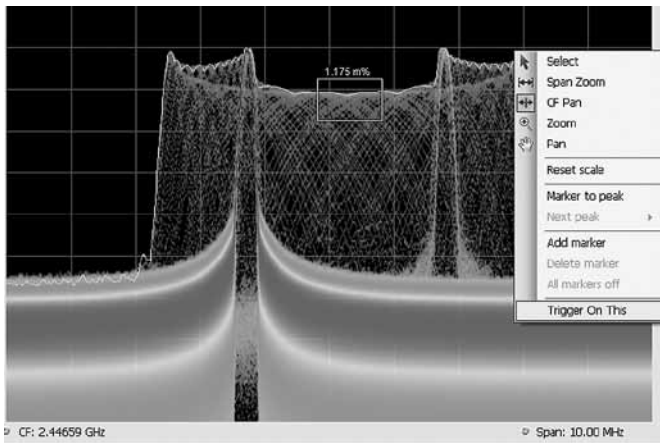 1.175 m%
Select
Span Zoom
CF Pan
Zoom
Pan
Reset scale
Marker to peak
Next peak
Add marker
Delete marker
All markers off
Trigger On This
CF: 2.44659 GHz
Span: 10.00 MHz